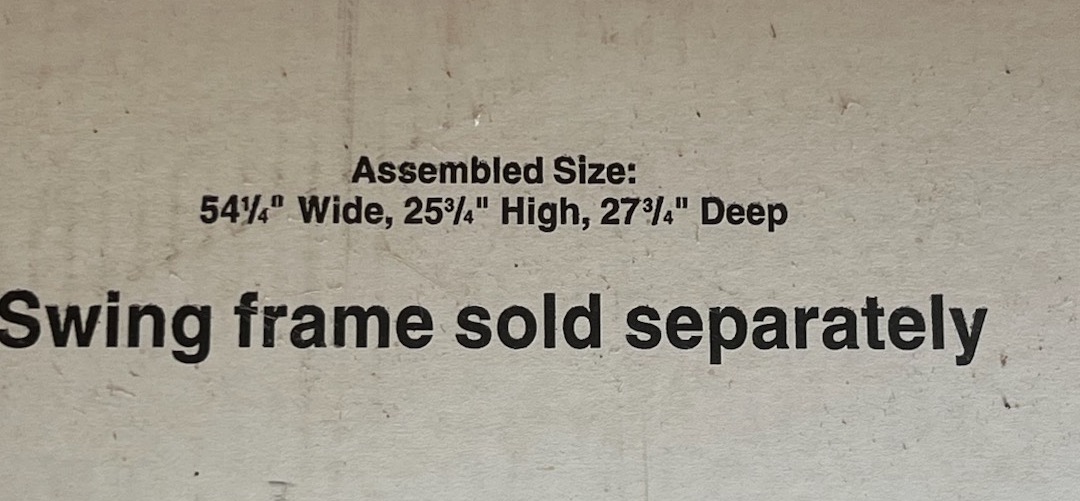 Assembled Size:
54¼" Wide, 25¾" High, 27¾" Deep
Swing frame sold separately